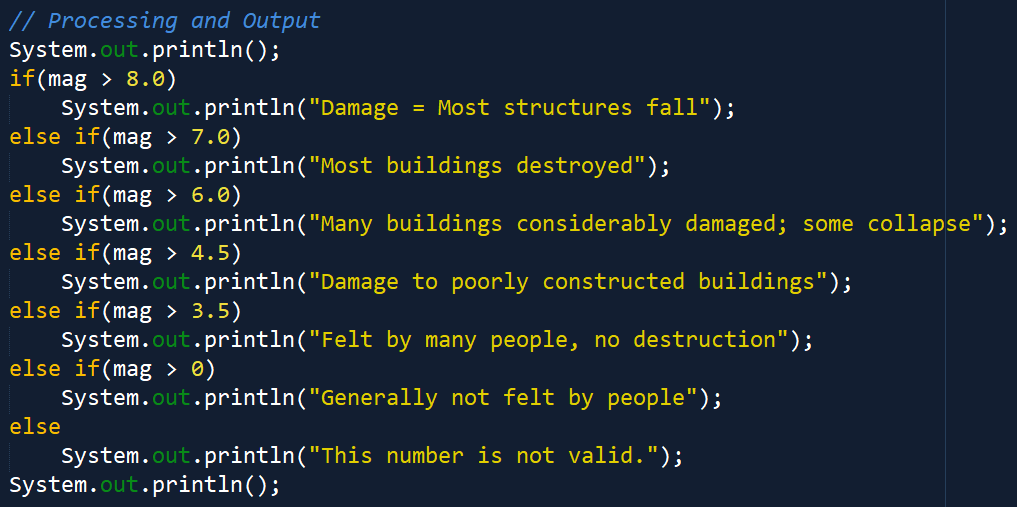 // Processing and Output
System.out.println();
if(mag > 8.0)
    System.out.println("Damage = Most structures fall");
else if(mag > 7.0)
    System.out.println("Most buildings destroyed");
else if(mag > 6.0)
    System.out.println("Many buildings considerably damaged; some collapse");
else if(mag > 4.5)
    System.out.println("Damage to poorly constructed buildings");
else if(mag > 3.5)
    System.out.println("Felt by many people, no destruction");
else if(mag > 0)
    System.out.println("Generally not felt by people");
else
    System.out.println("This number is not valid.");
System.out.println();